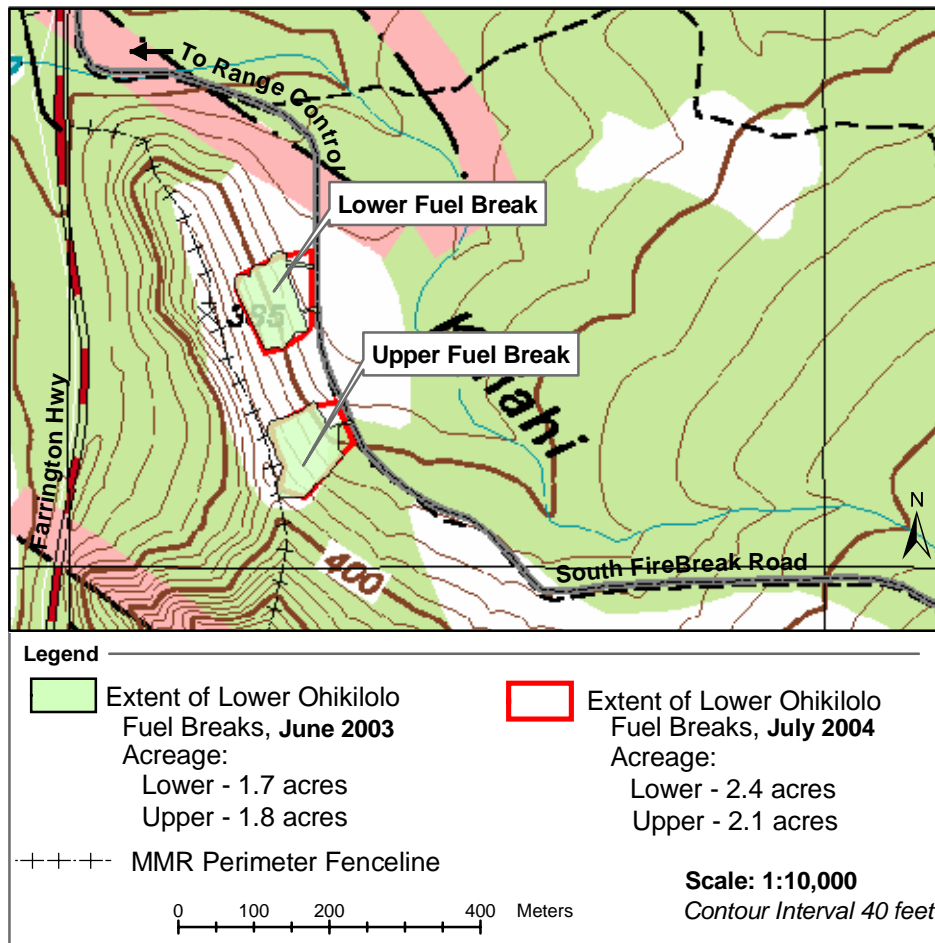 To Range Control
Lower Fuel Break
Upper Fuel Break
Farrington Hwy
400
South FireBreak Road
N
Legend
Extent of Lower Ohikilolo
Fuel Breaks, June 2003
Acreage:
Lower - 1.7 acres
Upper - 1.8 acres
Extent of Lower Ohikilolo
Fuel Breaks, July 2004
Acreage:
Lower - 2.4 acres
Upper - 2.1 acres
MMR Perimeter Fenceline
0 100 200 400 Meters
Scale: 1:10,000
Contour Interval 40 feet